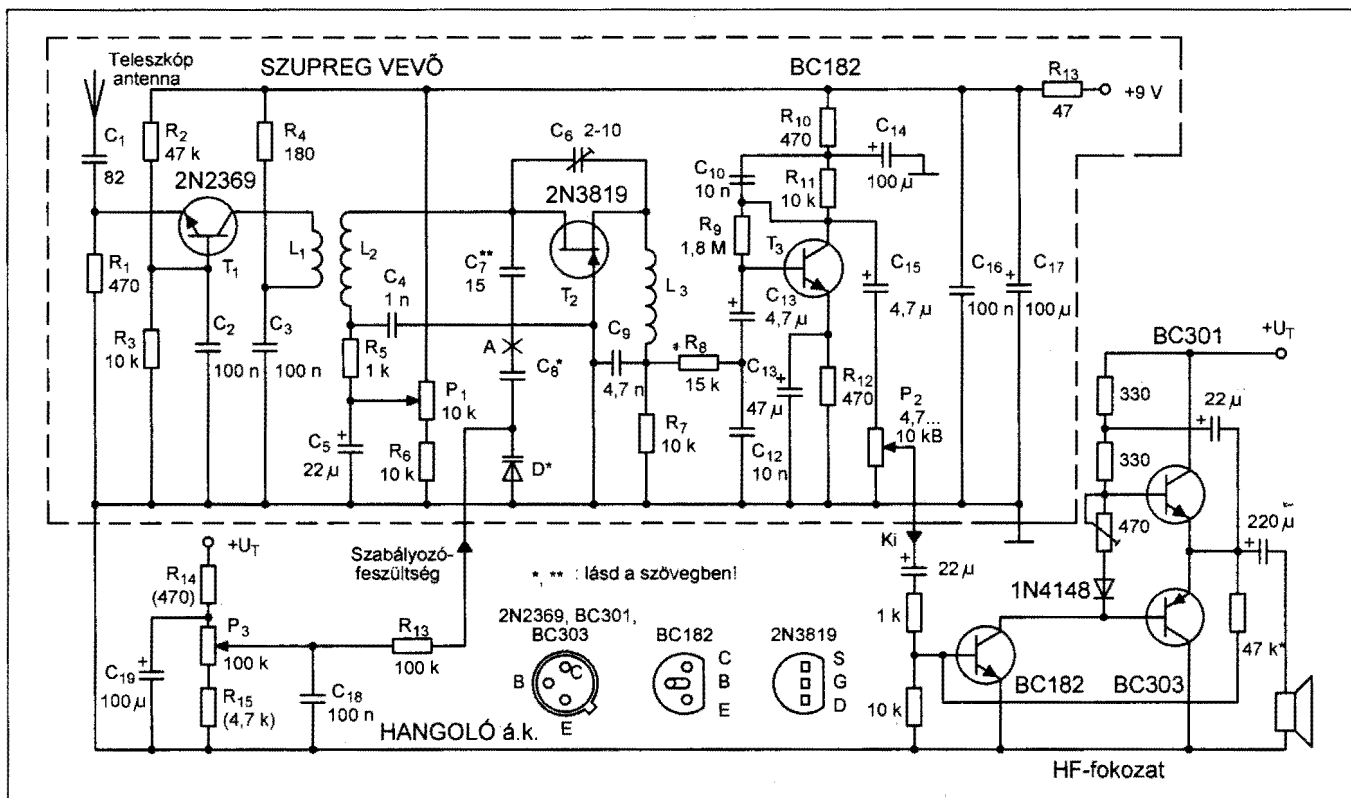 Teleszkóp
antenna
SZUPREG VEVŐ
BC182
R13
47
+9 V
C1
82
R2
47 k
R4
180
2N2369
T1
L1
L2
C6 2-10
2N3819
T2
C7**
15
C4
1 n
L3
R10
470
C14
+
100 µ
C10
10 n
R11
10 k
R9
1,8 M
T3
C15
+
4,7 µ
C16
100 n
C17
+
100 µ
R1
470
R3
10 k
C2
100 n
C3
100 n
R5
1 k
A
C8*
C9
4,7 n
*R8
15 k
+
C13
4,7 µ
C13
+
47 µ
R12
470
P1
10 k
C5
+
22 µ
R6
10 k
D*
R7
10 k
C12
10 n
P2
4,7...
10 kB
BC301
+UT
330
22 µ
+
330
470
220 µ
+
Ki
+
22 µ
1N4148
1 k
10 k
BC182
BC303
47 k*
HF-fokozat
Szabályozó-
feszültség
*, ** : lásd a szövegben!
+UT
R14
(470)
P3
100 k
C19
+
100 µ
R15
(4,7 k)
R13
100 k
C18
100 n
HANGOLÓ á.k.
2N2369, BC301,
BC303
B
C
E
BC182
C
B
E
2N3819
S
G
D